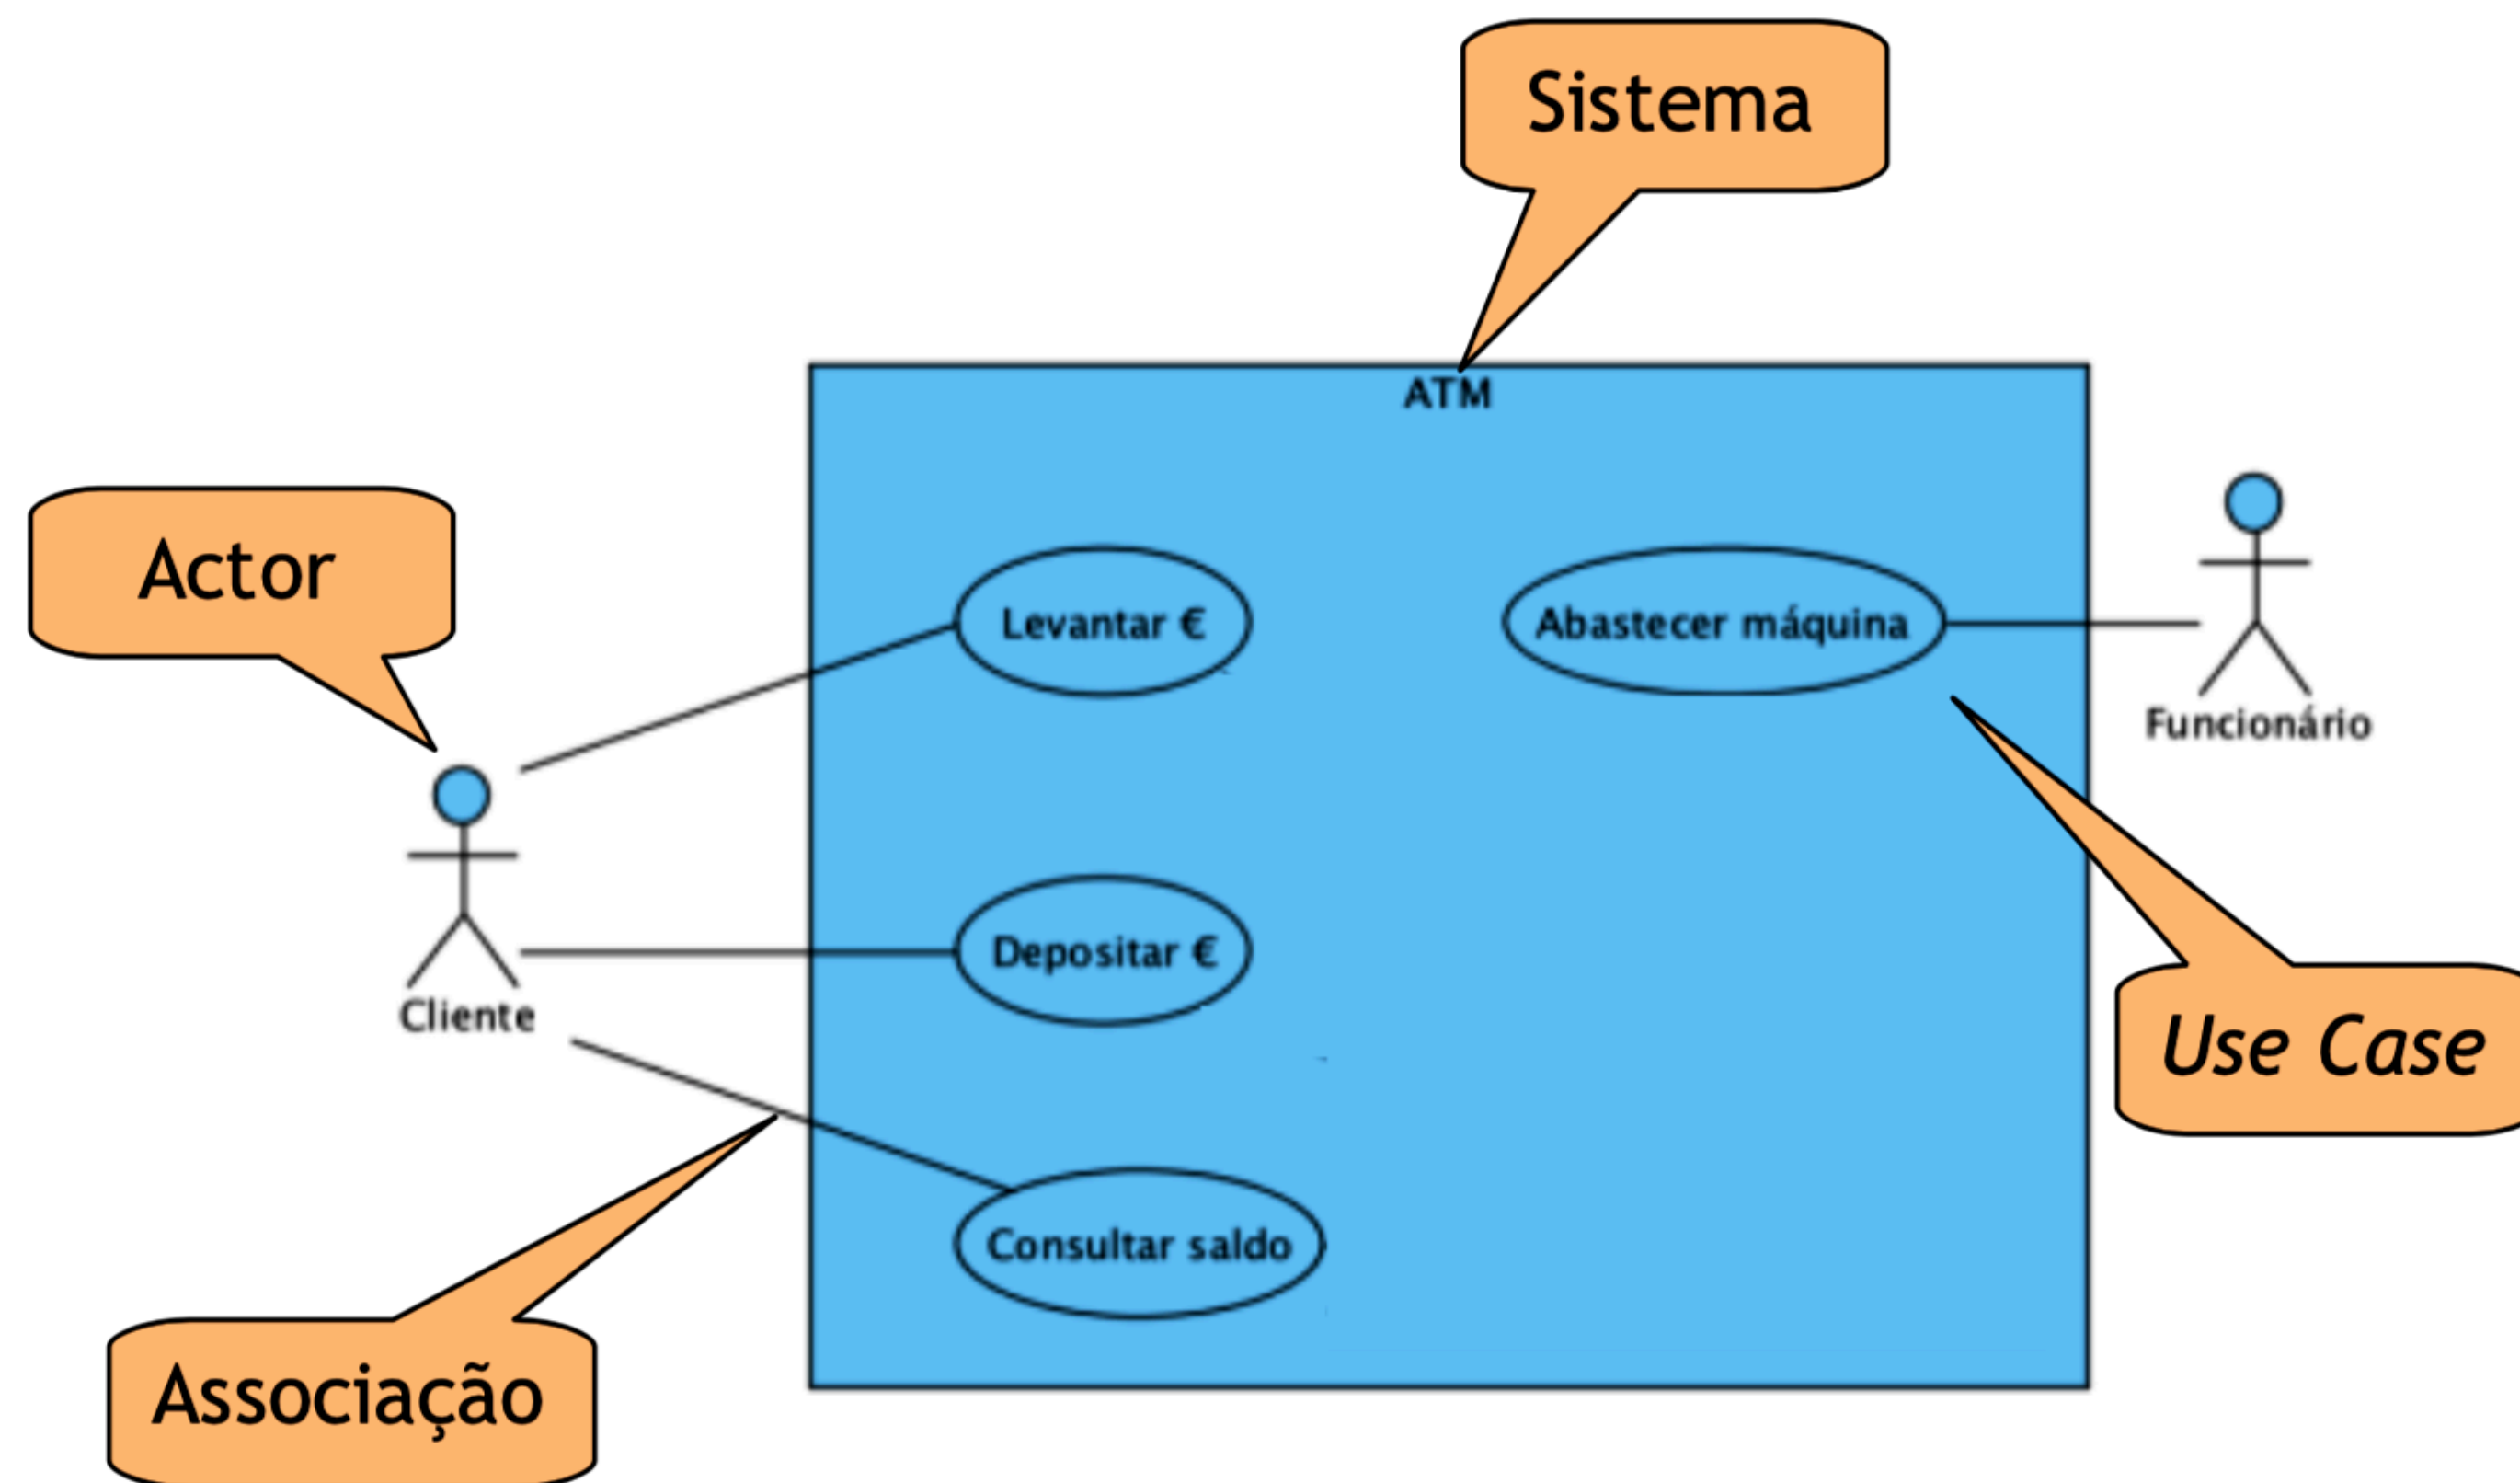 Sistema
ATM
Actor
Levantar €
Abastecer máquina
Funcionário
Depositar €
Cliente
Use Case
Consultar saldo
Associação